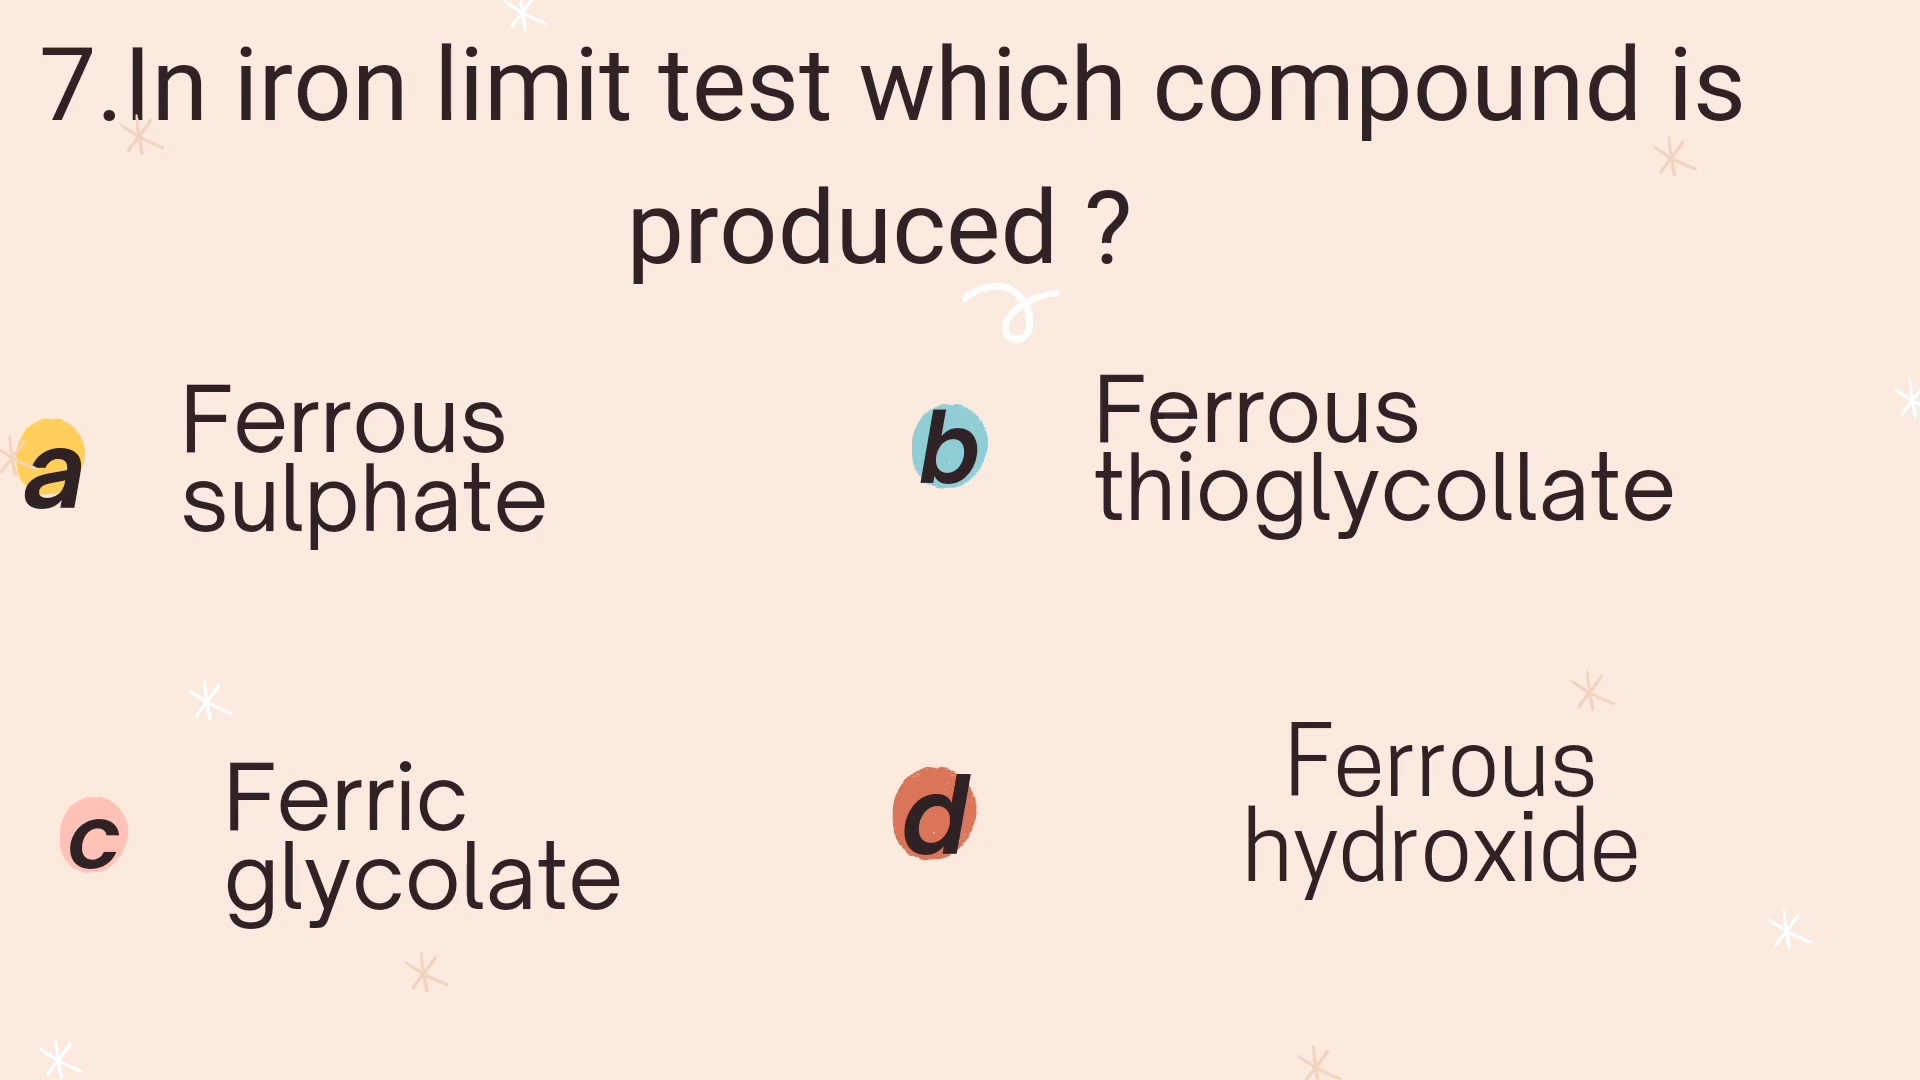 7.In iron limit test which compound is
produced ?
a
Ferrous
sulphate
b
Ferrous
thioglycollate
c
Ferric
glycolate
d
Ferrous
hydroxide